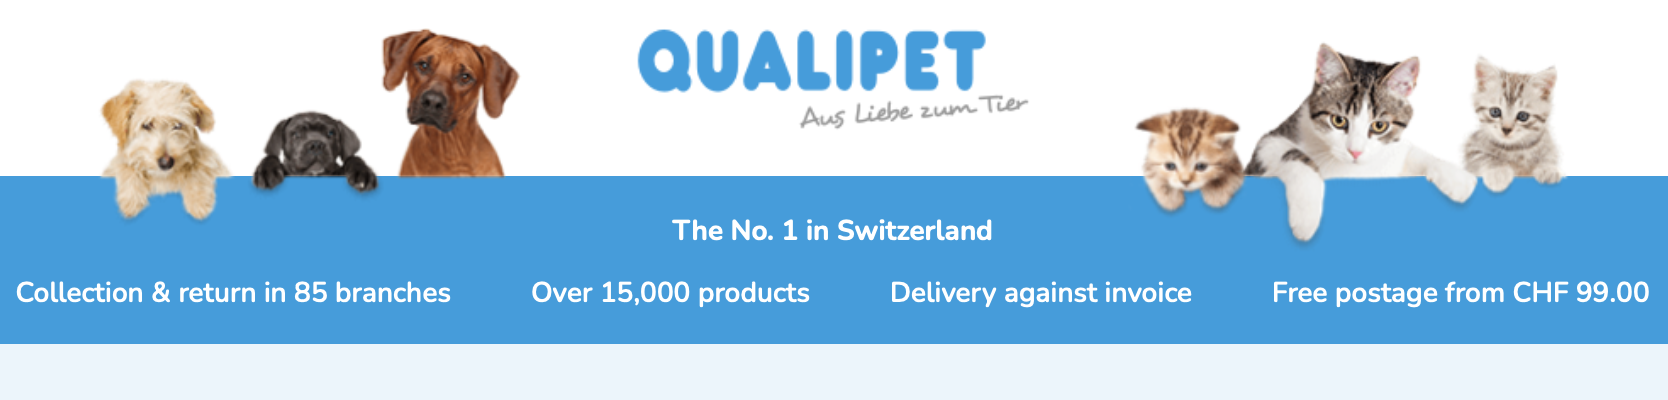 QUALIPET
Aus Liebe zum Tier
The No. 1 in Switzerland
Collection & return in 85 branches
Over 15,000 products
Delivery against invoice
Free postage from CHF 99.00